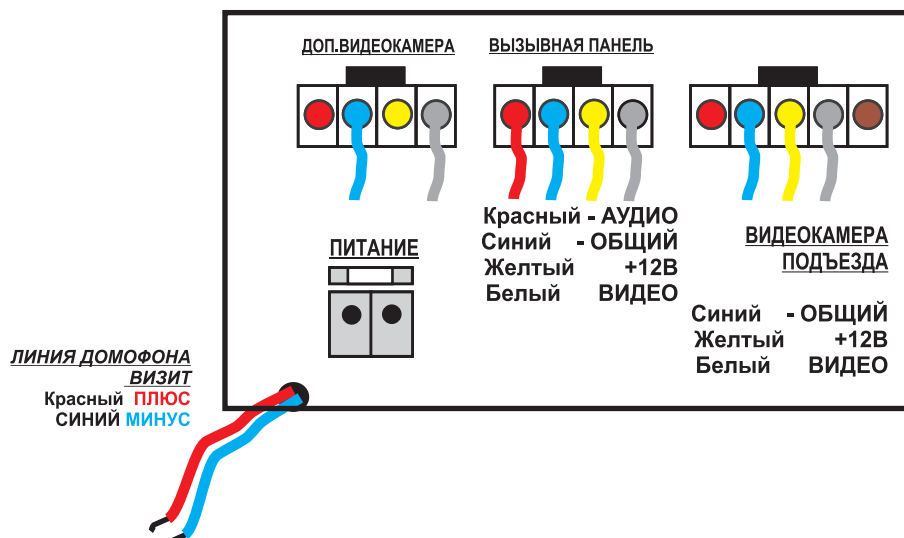 ДОП.ВИДЕОКАМЕРА
ВЫЗЫВНАЯ ПАНЕЛЬ
Красный - АУДИО
Синий - ОБЩИЙ
Желтый +12В
Белый ВИДЕО
ВИДЕОКАМЕРА
ПОДЪЕЗДА
Синий - ОБЩИЙ
Желтый +12В
Белый ВИДЕО
ПИТАНИЕ
ЛИНИЯ ДОМОФОНА
ВИЗИТ
Красный ПЛЮС
СИНИЙ МИНУС